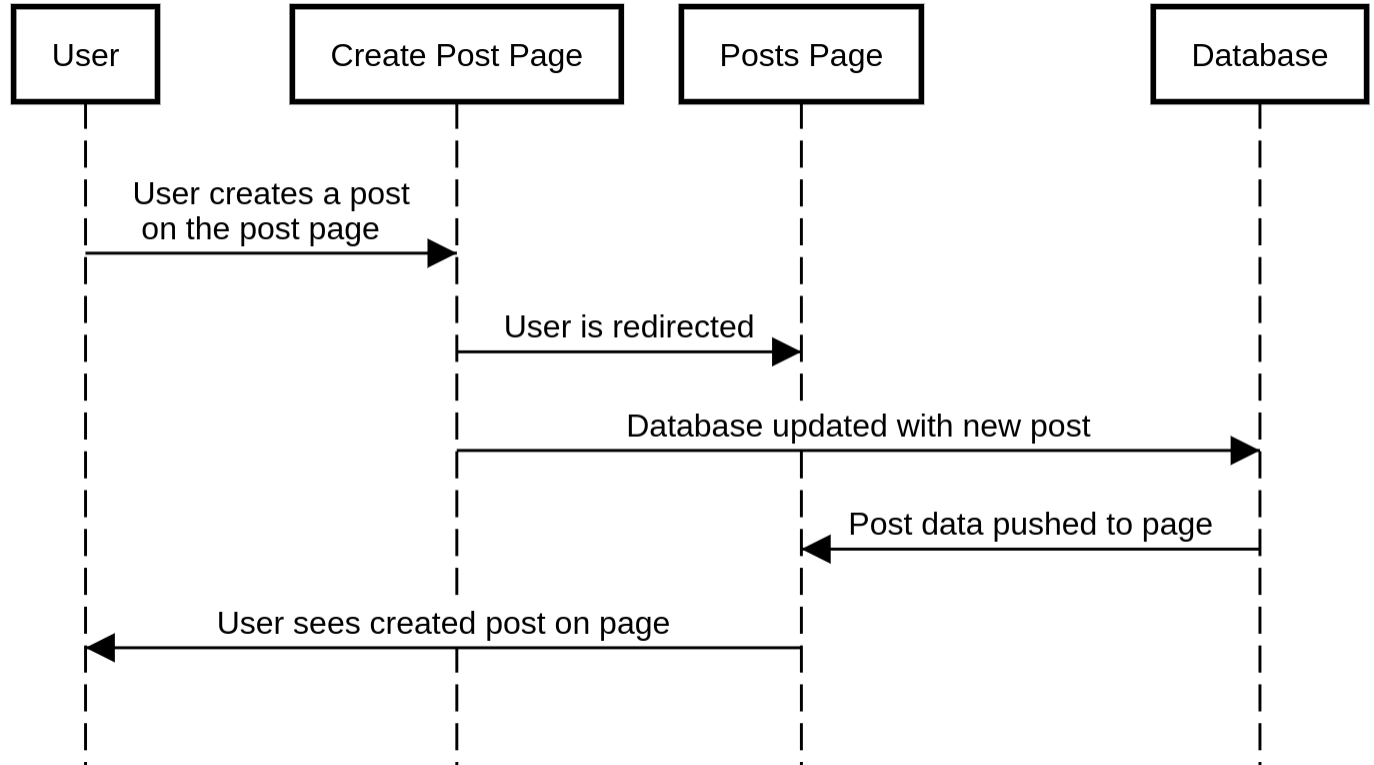 User
Create Post Page
Posts Page
Database
User creates a post
on the post page
User is redirected
Database updated with new post
Post data pushed to page
User sees created post on page